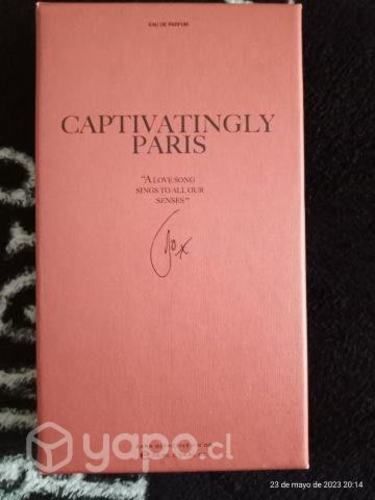 EAU DE PARFUM
CAPTIVATINGLY
PARIS
"A LOVE SONG
SINGS TO ALL OUR
SENSES"
yapo.cl
23 de mayo de 2023 20:14